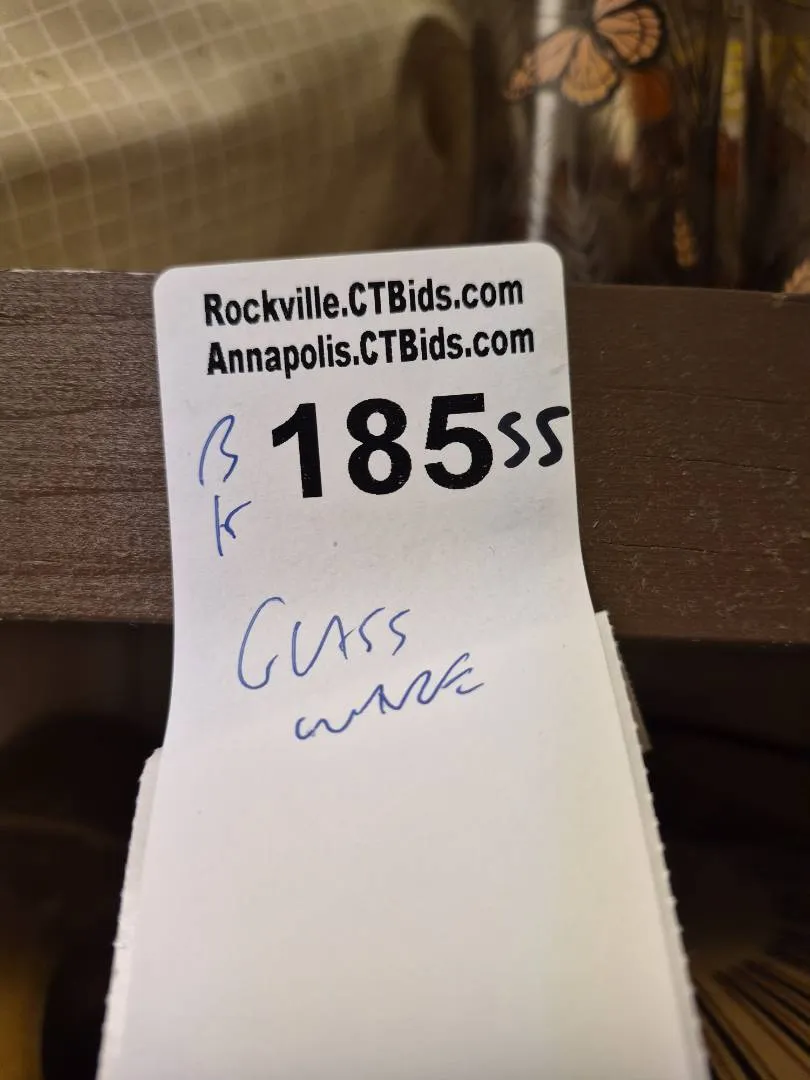 Rockville.CTBids.com
Annapolis.CTBids.com
185SS
GLASS
WARE